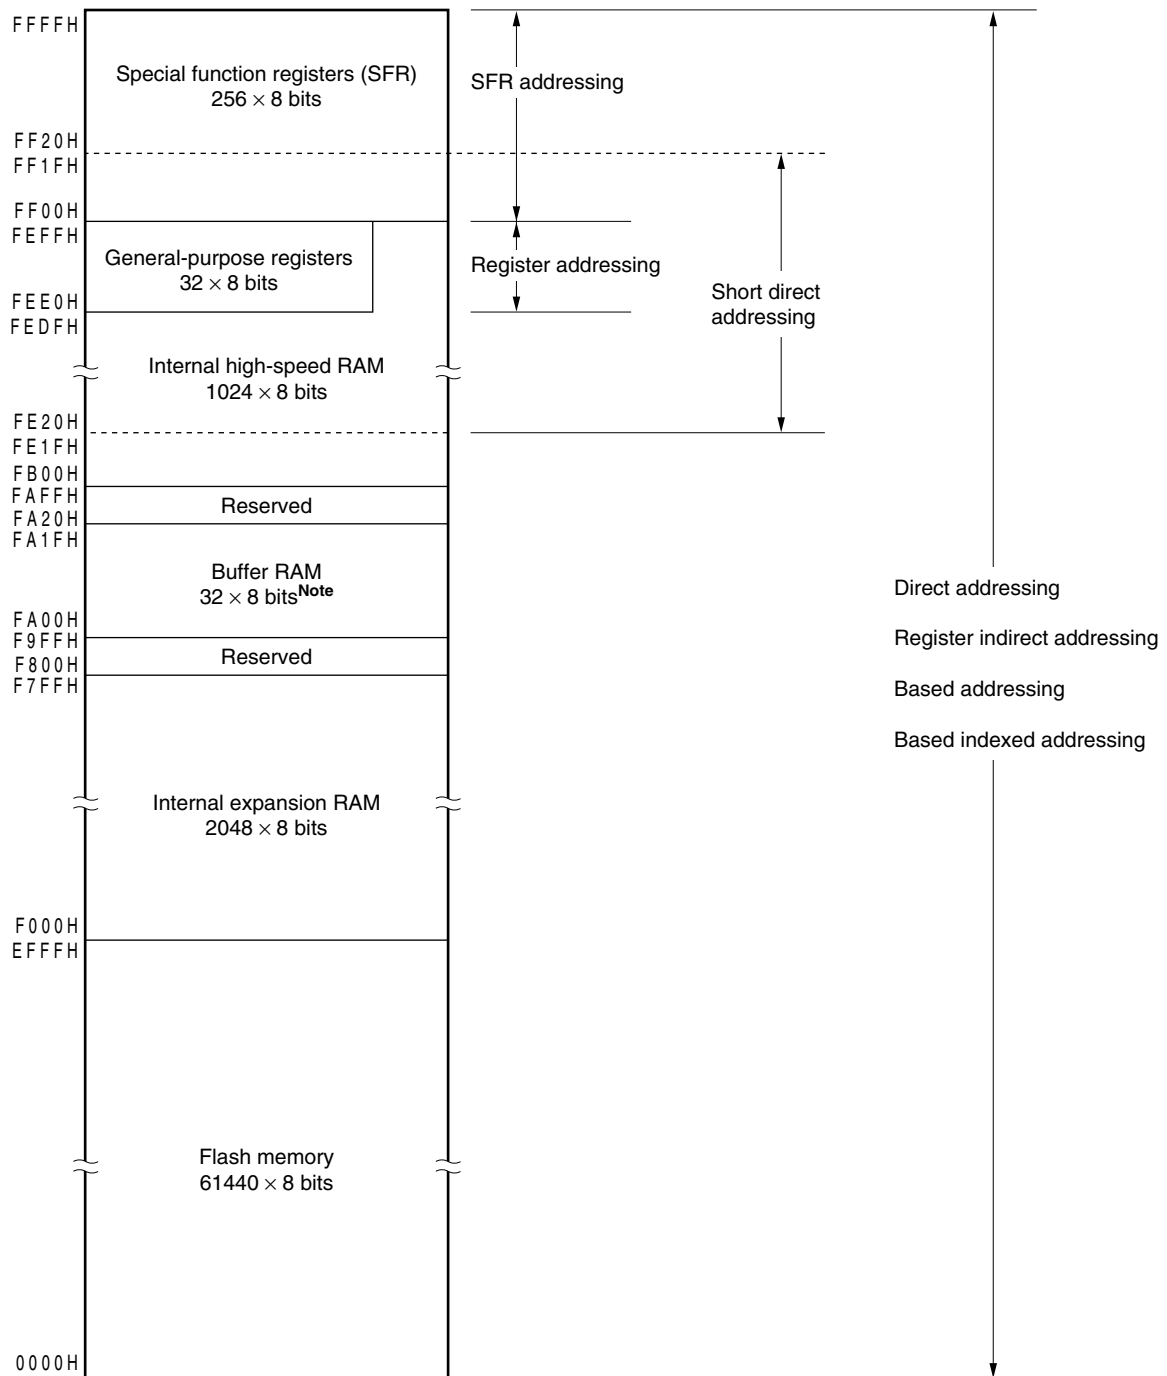 FFFFH
Special function registers (SFR)
256 × 8 bits
SFR addressing
FF20H
FF1FH
FF00H
FEFFH
General-purpose registers
32 × 8 bits
Register addressing
Short direct
addressing
FEE0H
FEDFH
Internal high-speed RAM
1024 × 8 bits
FE20H
FE1FH
FB00H
FAFFH
Reserved
FA20H
FA1FH
Buffer RAM
32 × 8 bitsNote
FA00H
F9FFH
Reserved
F800H
F7FFH
Direct addressing
Register indirect addressing
Based addressing
Based indexed addressing
Internal expansion RAM
2048 × 8 bits
F000H
EFFFH
Flash memory
61440 × 8 bits
0000H